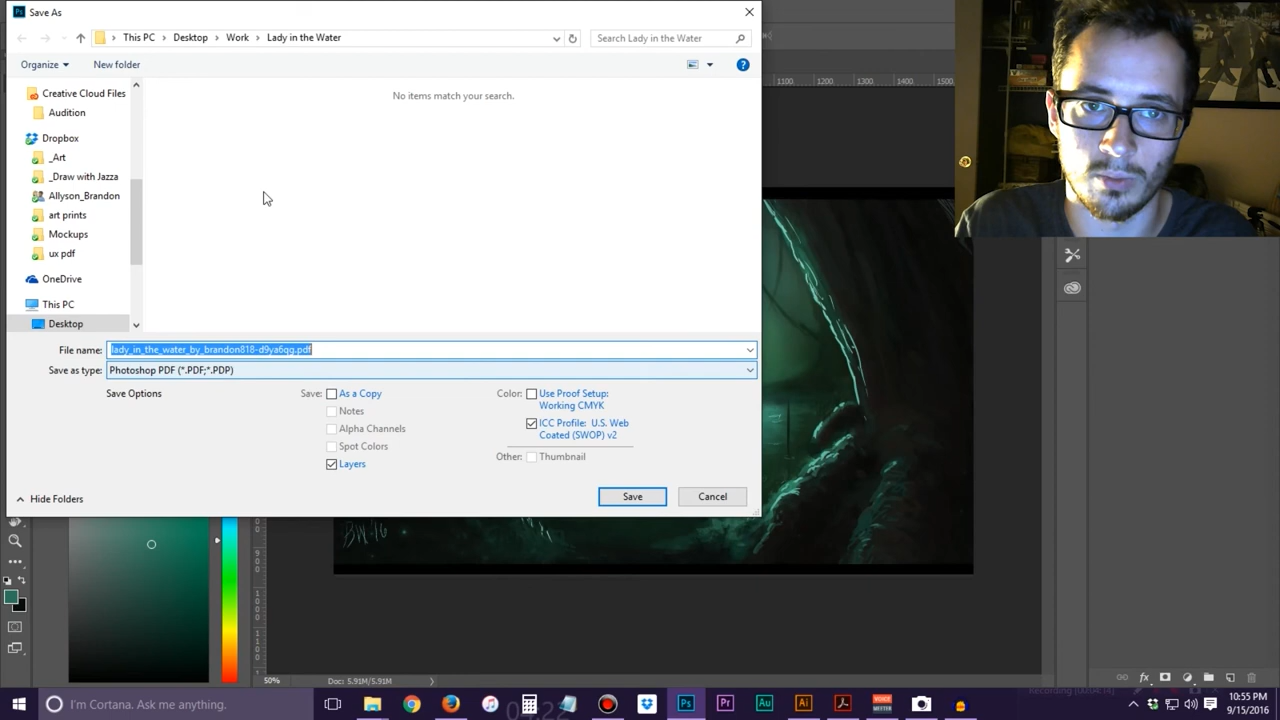 Save As
This PC > Desktop > Work > Lady in the Water
Search Lady in the Water
Organize
New folder
Creative Cloud Files
Audition
Dropbox
_Art
_Draw with Jazza
Allyson_Brandon
art prints
Mockups
ux pdf
OneDrive
This PC
Desktop
No items match your search.
File name: lady_in_the_water_by_brandon818-d9ya6qg.pdf
Save as type: Photoshop PDF (*.PDF;*.PDP)
Save Options
Save: As a Copy
Notes
Alpha Channels
Spot Colors
Layers
Color: Use Proof Setup:
Working CMYK
ICC Profile: U.S. Web
Coated (SWOP) v2
Other: Thumbnail
Hide Folders
Save
Cancel
1100 1200 1300 1400 1500
BW '16
50%
Doc: 5.91M/5.91M
I'm Cortana. Ask me anything.
10:55 PM
9/15/2016